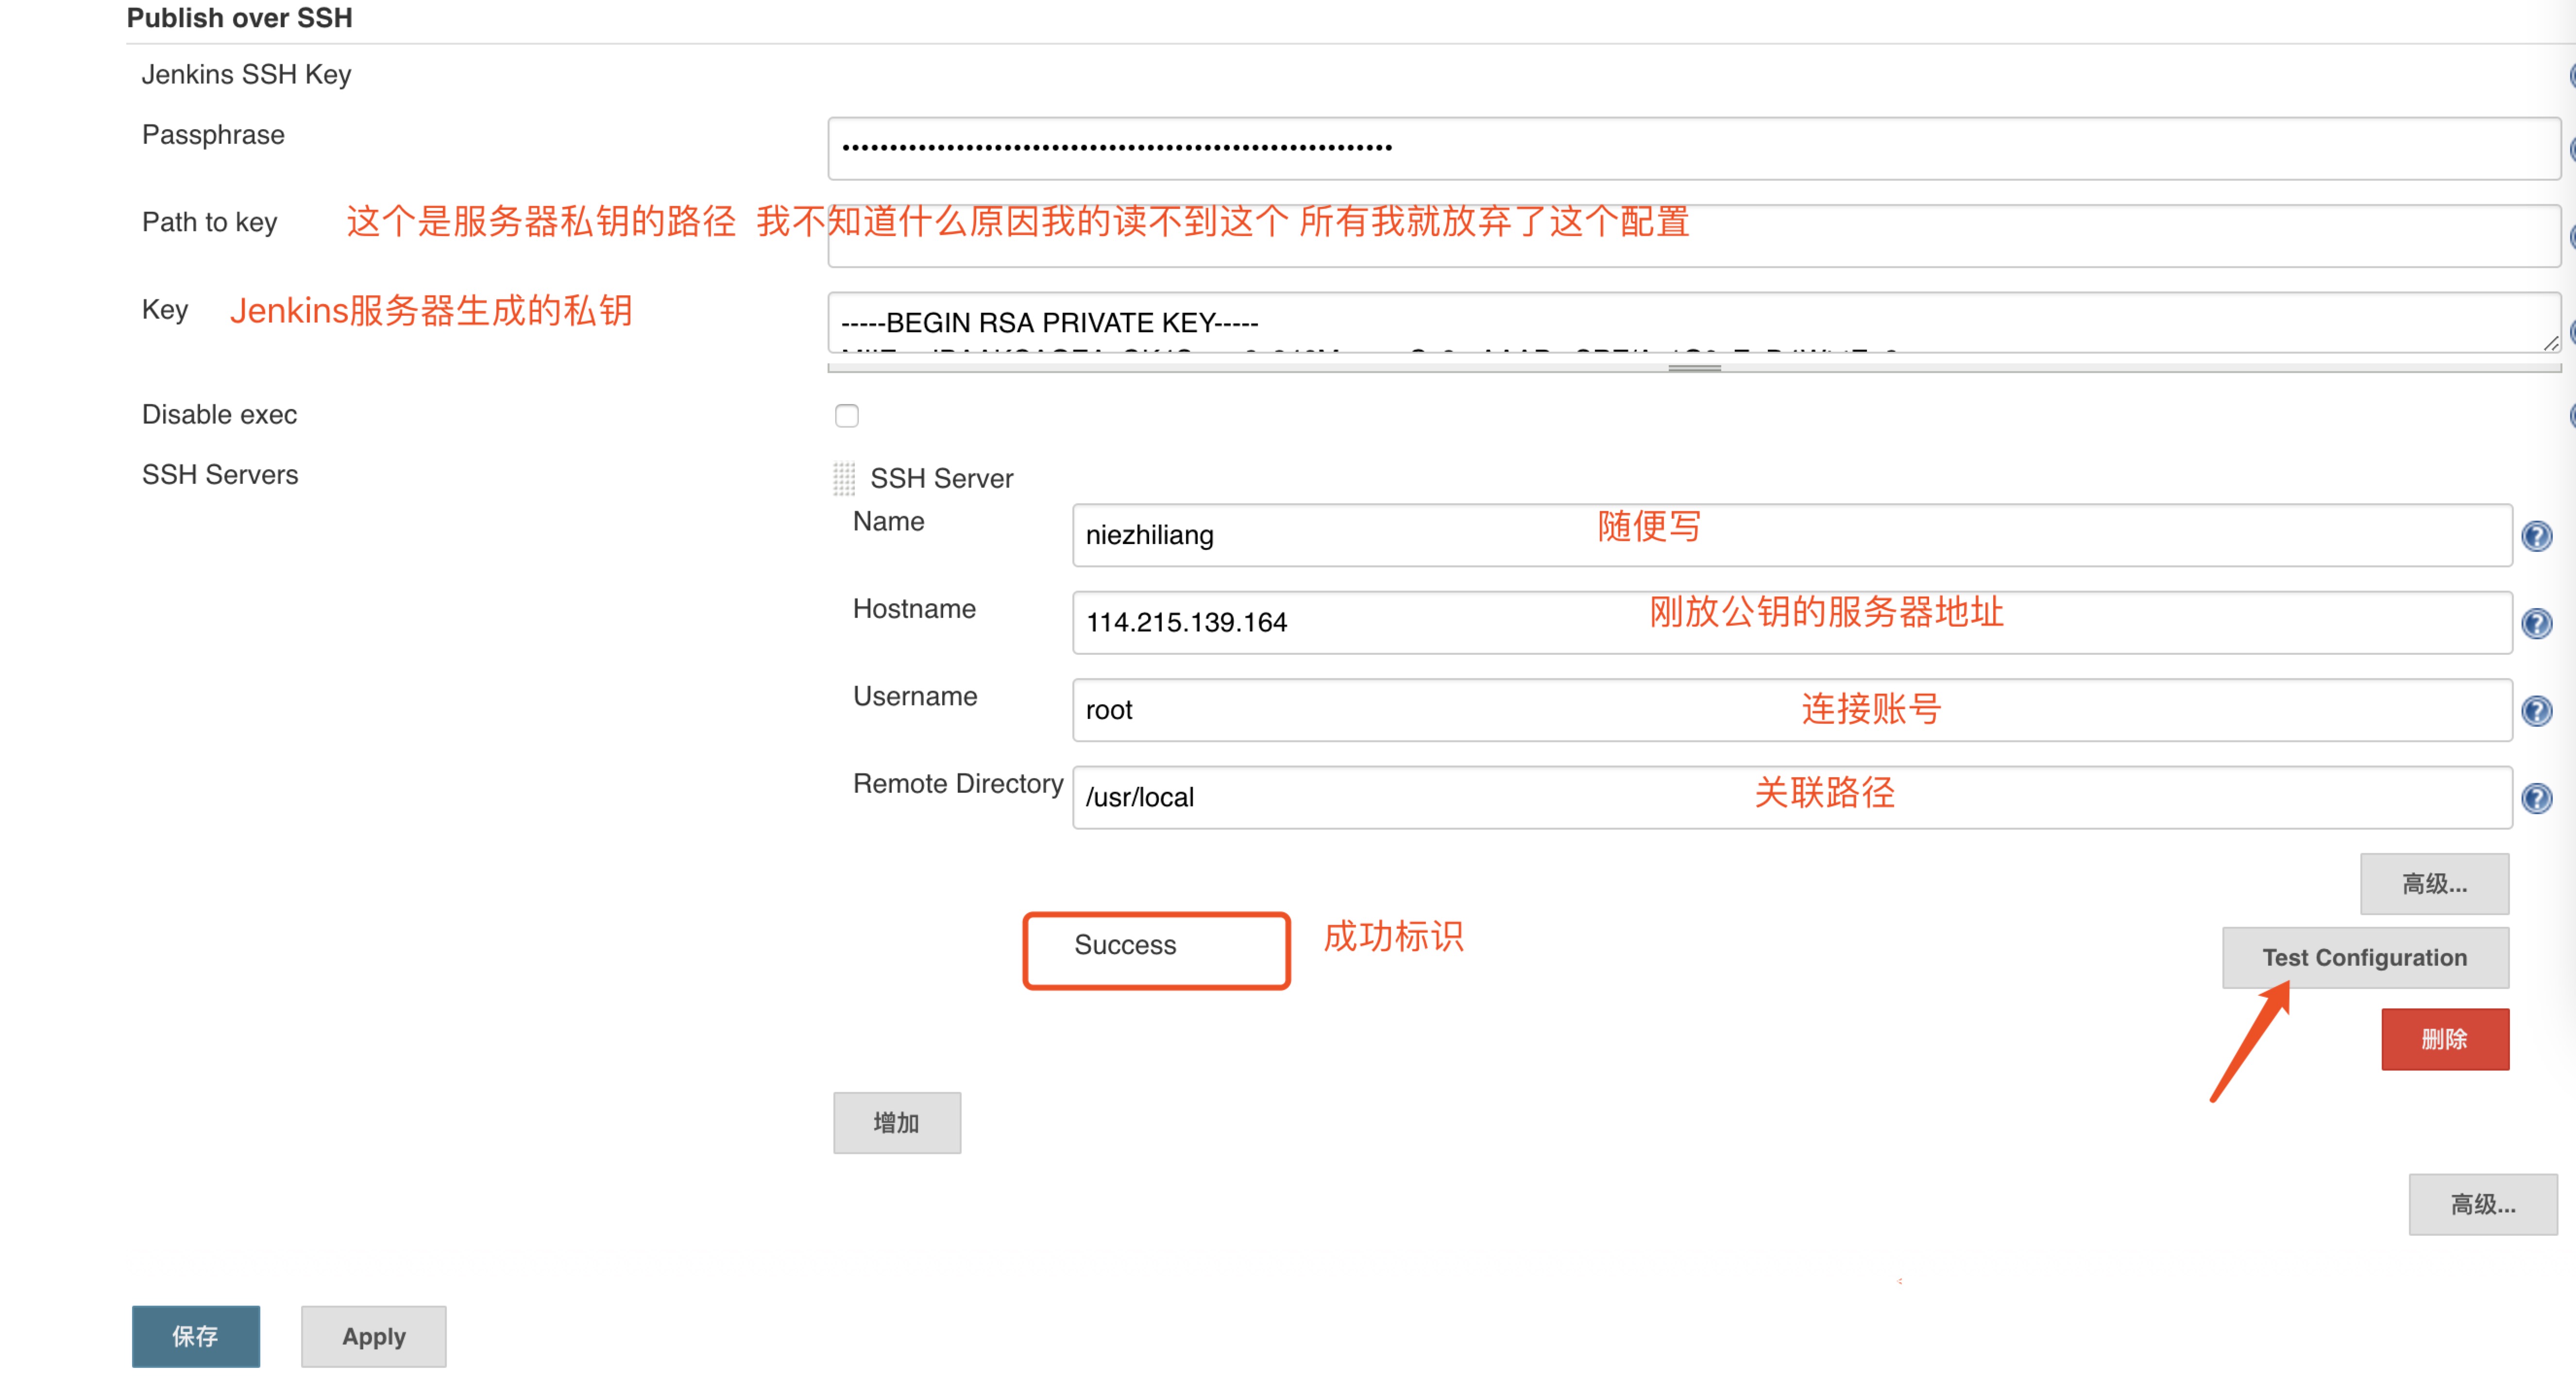 Publish over SSH
Jenkins SSH Key
Passphrase
Path to key 这个是服务器私钥的路径 我不知道什么原因我的读不到这个 所有我就放弃了这个配置
Key Jenkins服务器生成的私钥 -----BEGIN RSA PRIVATE KEY-----
Disable exec
SSH Servers SSH Server
Name niezhiliang 随便写
Hostname 114.215.139.164 刚放公钥的服务器地址
Username root 连接账号
Remote Directory /usr/local 关联路径
高级...
Success 成功标识 Test Configuration
删除
增加
高级...
保存 Apply